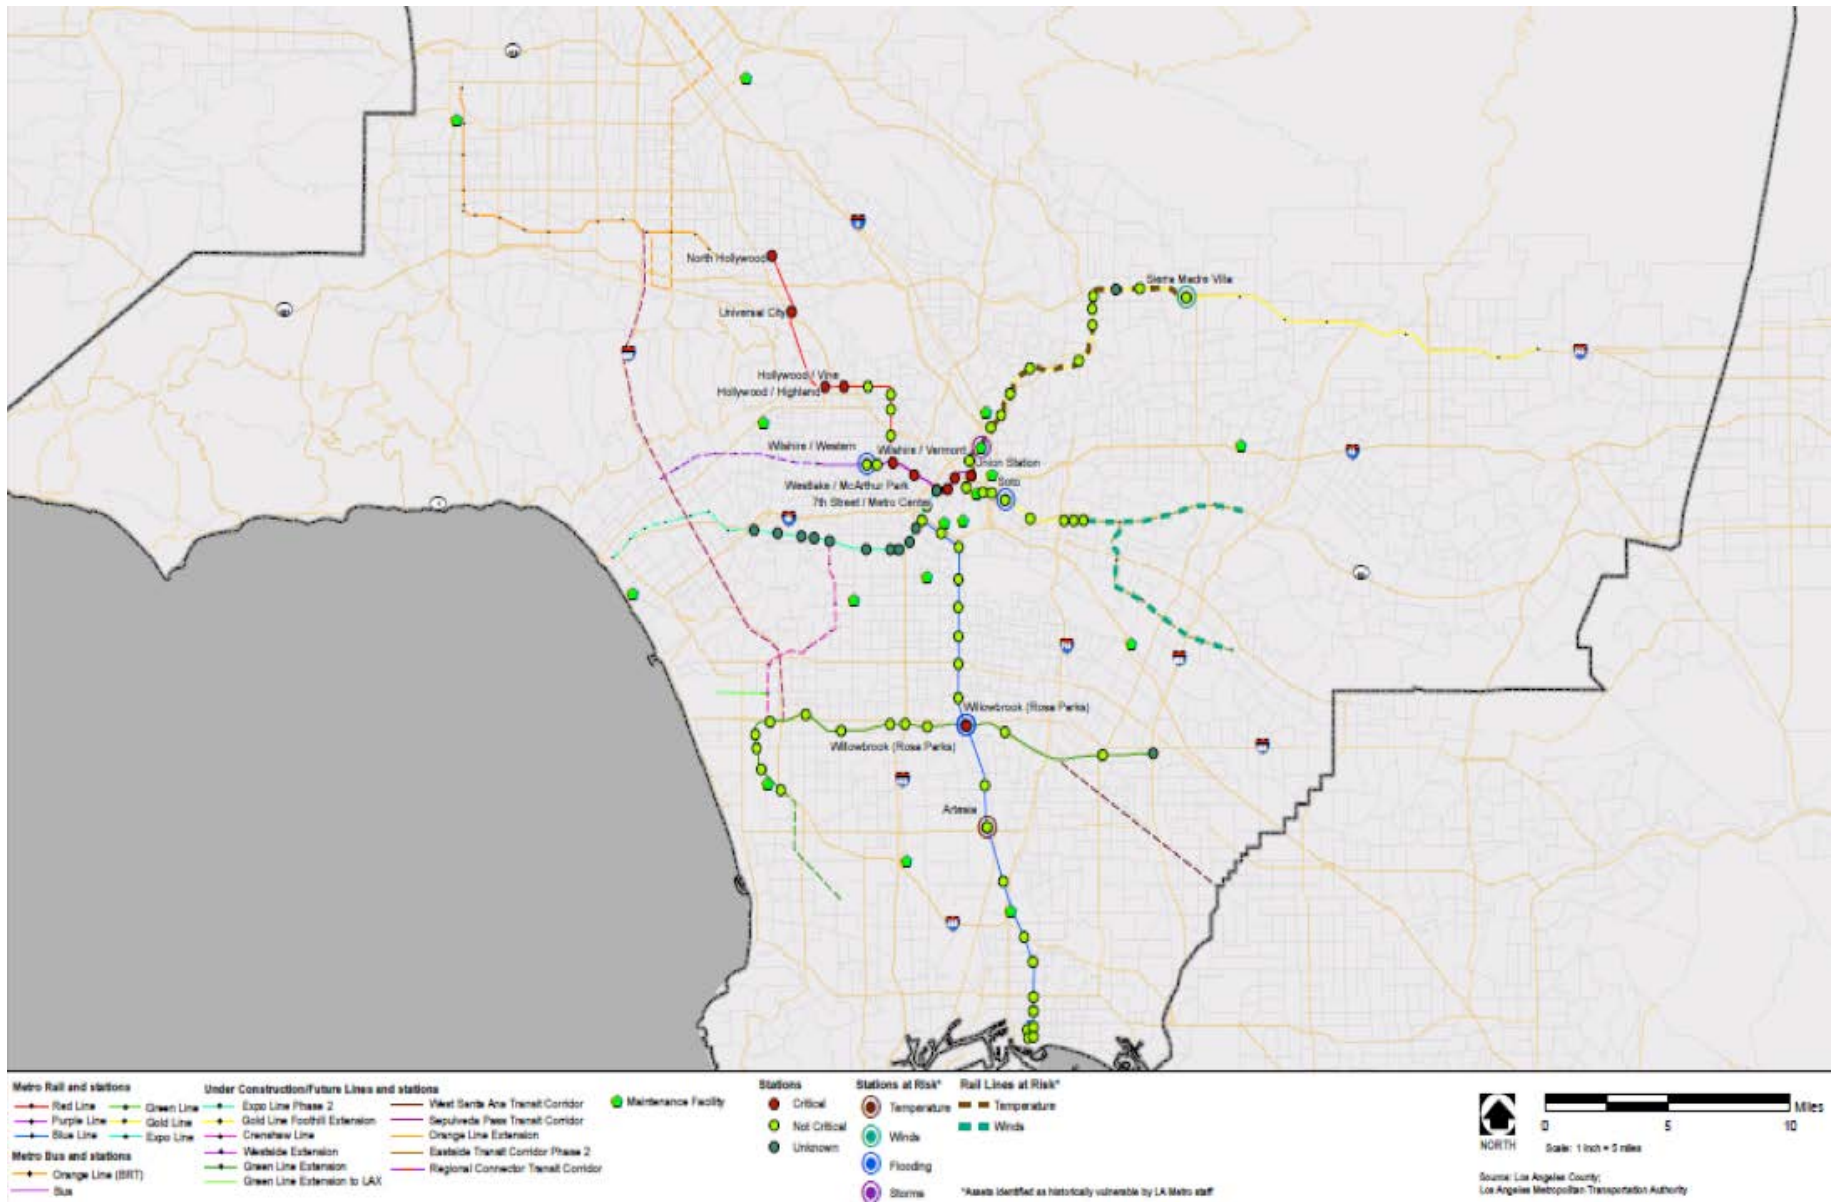 North Hollywood
Sierra Madre Villa
Universal City
Hollywood / Vine
Hollywood / Highland
Wilshire / Western
Wilshire / Vermont
Union Station
Westlake / McArthur Park
Soto
7th Street / Metro Center
Willowbrook (Rosa Parks)
Willowbrook (Rosa Parks)
Artesia
Metro Rail and stations
Red Line
Purple Line
Blue Line
Green Line
Gold Line
Expo Line
Metro Bus and stations
Orange Line (BRT)
Bus
Under Construction/Future Lines and stations
Expo Line Phase 2
Gold Line Foothill Extension
Crenshaw Line
Westside Extension
Green Line Extension
Green Line Extension to LAX
West Santa Ana Transit Corridor
Sepulveda Pass Transit Corridor
Orange Line Extension
Eastside Transit Corridor Phase 2
Regional Connector Transit Corridor
Maintenance Facility
Stations
Critical
Not Critical
Unknown
Stations at Risk*
Temperature
Winds
Flooding
Storms
Rail Lines at Risk*
Temperature
Winds
*Assets identified as historically vulnerable by LA Metro staff
NORTH
Miles
0 5 10
Scale: 1 inch = 5 miles
Source: Los Angeles County;
Los Angeles Metropolitan Transportation Authority